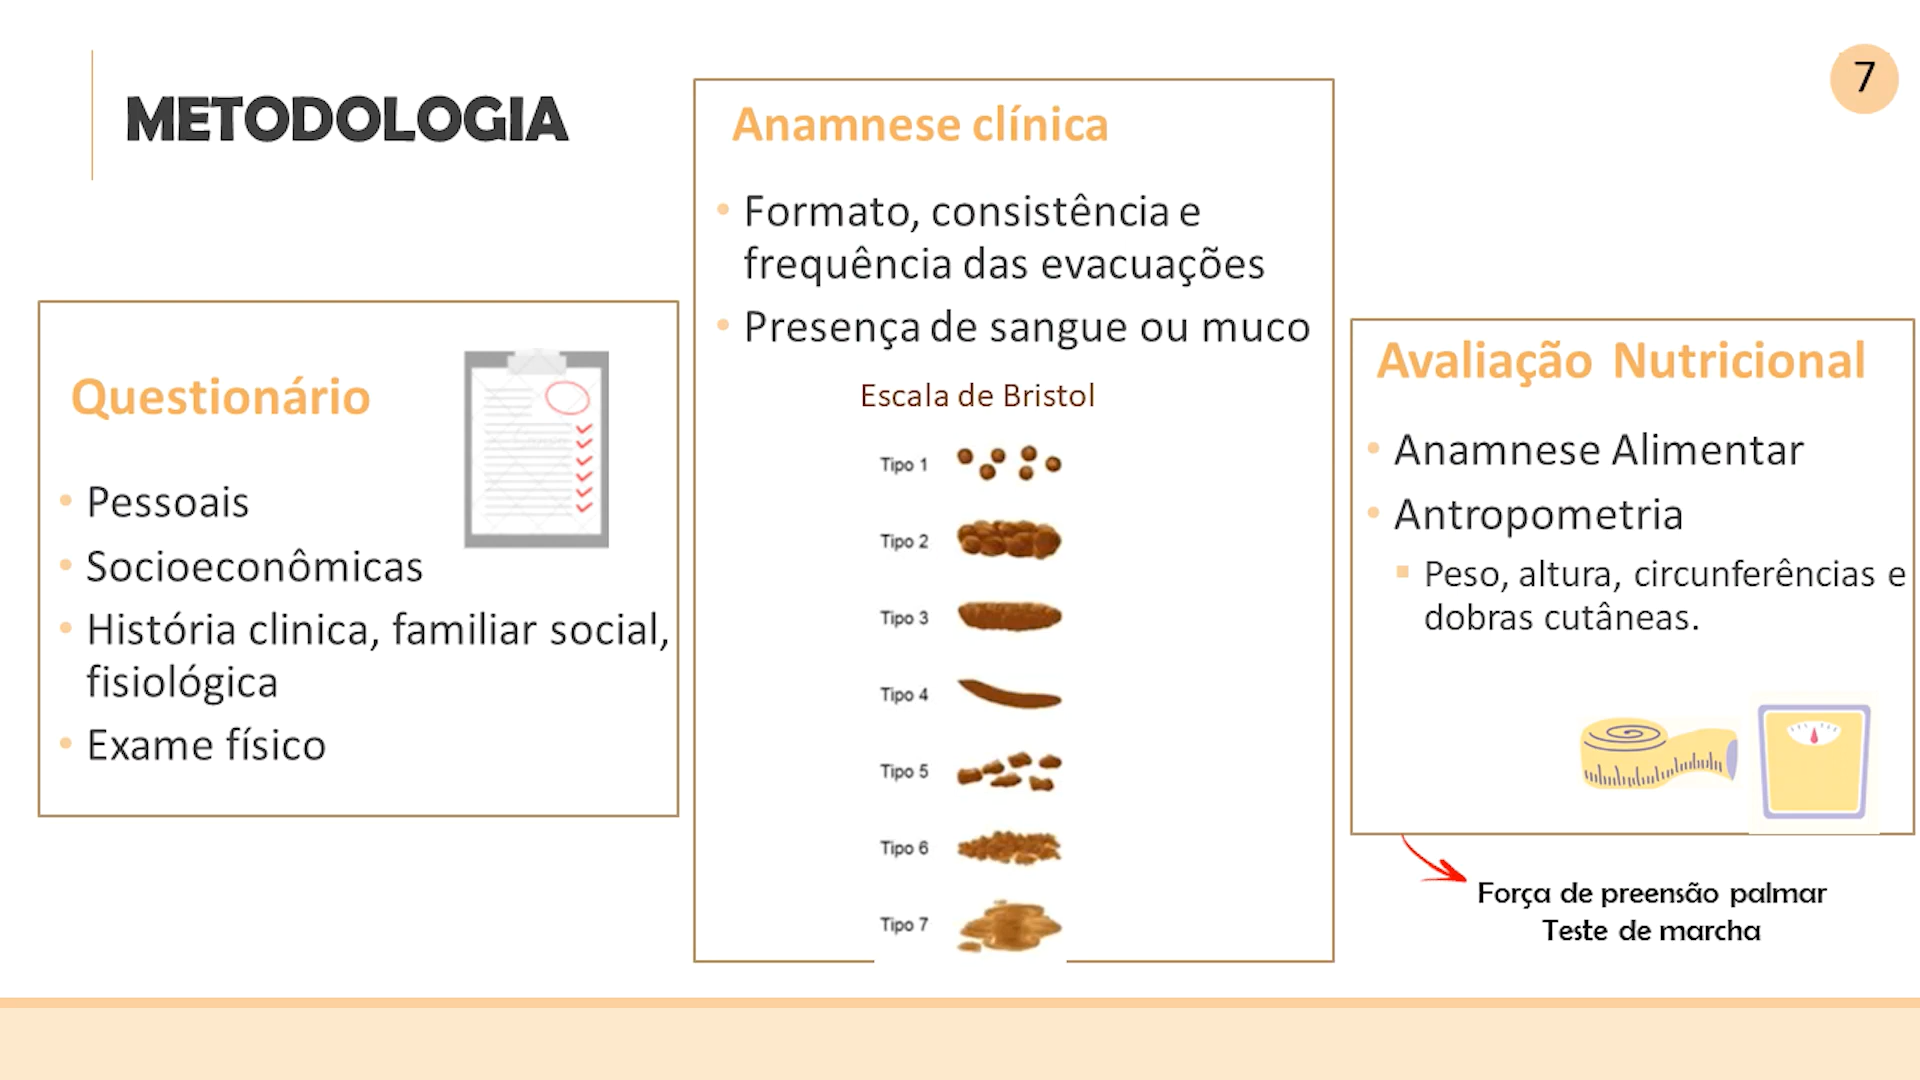 METODOLOGIA
7
Questionário
• Pessoais
• Socioeconômicas
• História clinica, familiar social,
fisiológica
• Exame físico
Anamnese clínica
• Formato, consistência e
frequência das evacuações
• Presença de sangue ou muco
Escala de Bristol
Tipo 1
Tipo 2
Tipo 3
Tipo 4
Tipo 5
Tipo 6
Tipo 7
Avaliação Nutricional
• Anamnese Alimentar
• Antropometria
▪ Peso, altura, circunferências e
dobras cutâneas.
Força de preensão palmar
Teste de marcha